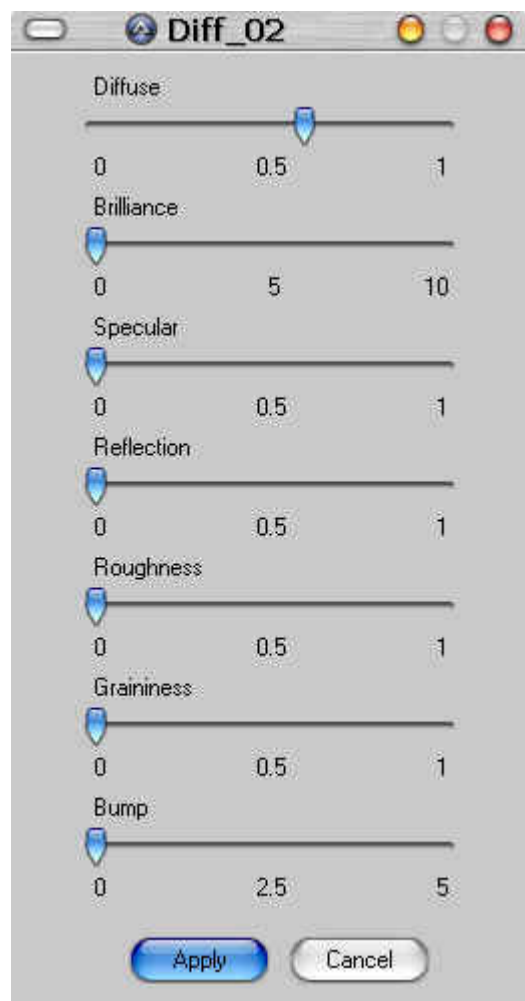 Diff_02
Diffuse
0 0.5 1
Brilliance
0 5 10
Specular
0 0.5 1
Reflection
0 0.5 1
Roughness
0 0.5 1
Graininess
0 0.5 1
Bump
0 2.5 5
Apply Cancel